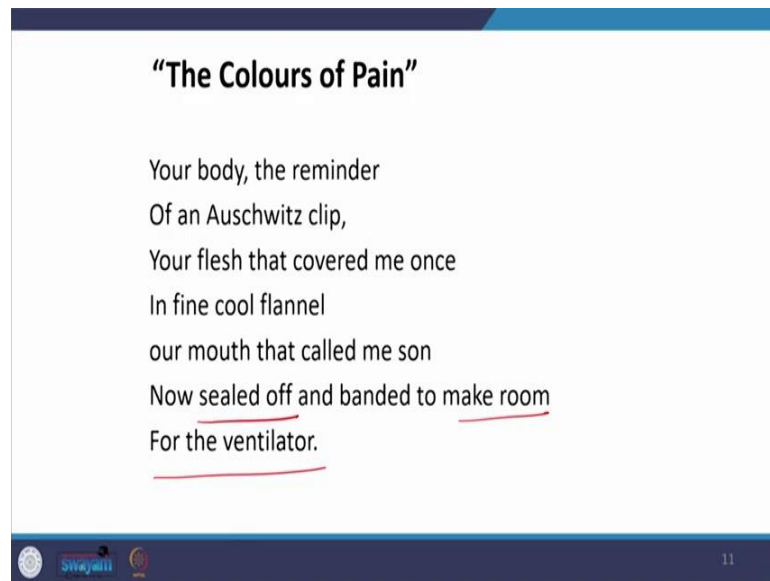 “The Colours of Pain”
Your body, the reminder
Of an Auschwitz clip,
Your flesh that covered me once
In fine cool flannel
our mouth that called me son
Now sealed off and banded to make room
For the ventilator.
swayam
11